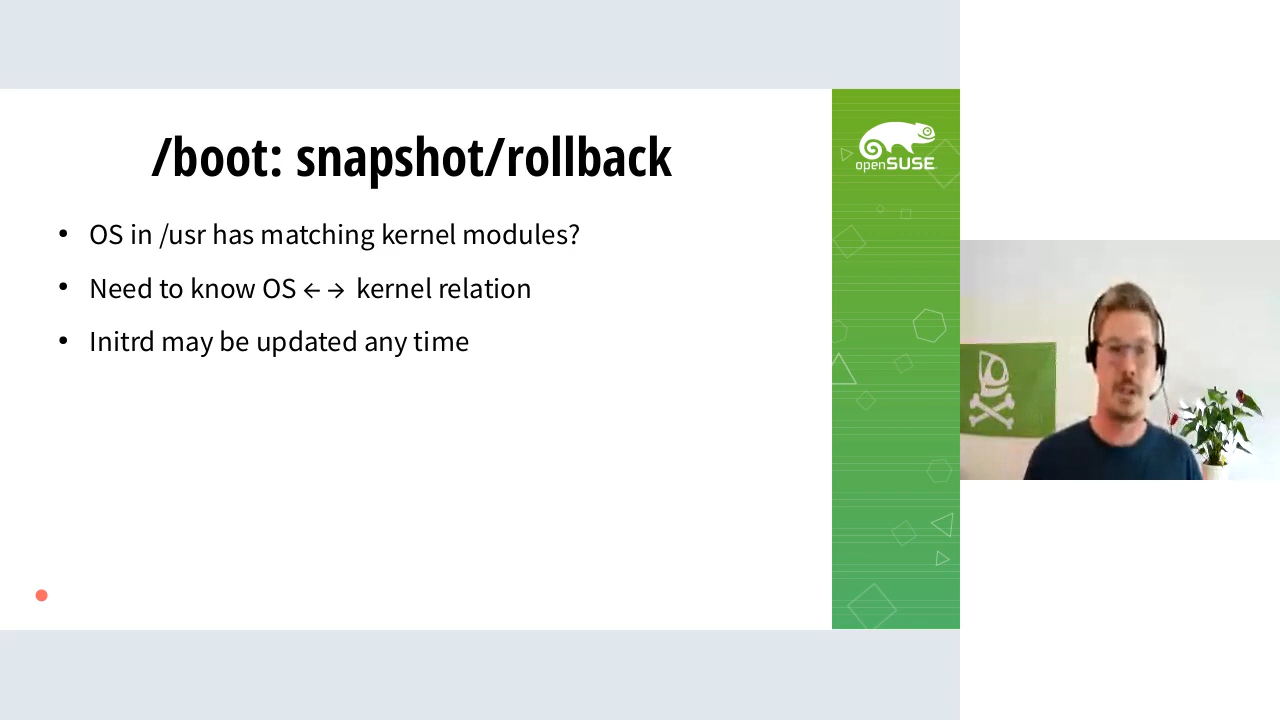 /boot: snapshot/rollback
• OS in /usr has matching kernel modules?
• Need to know OS ←→ kernel relation
• Initrd may be updated any time
openSUSE